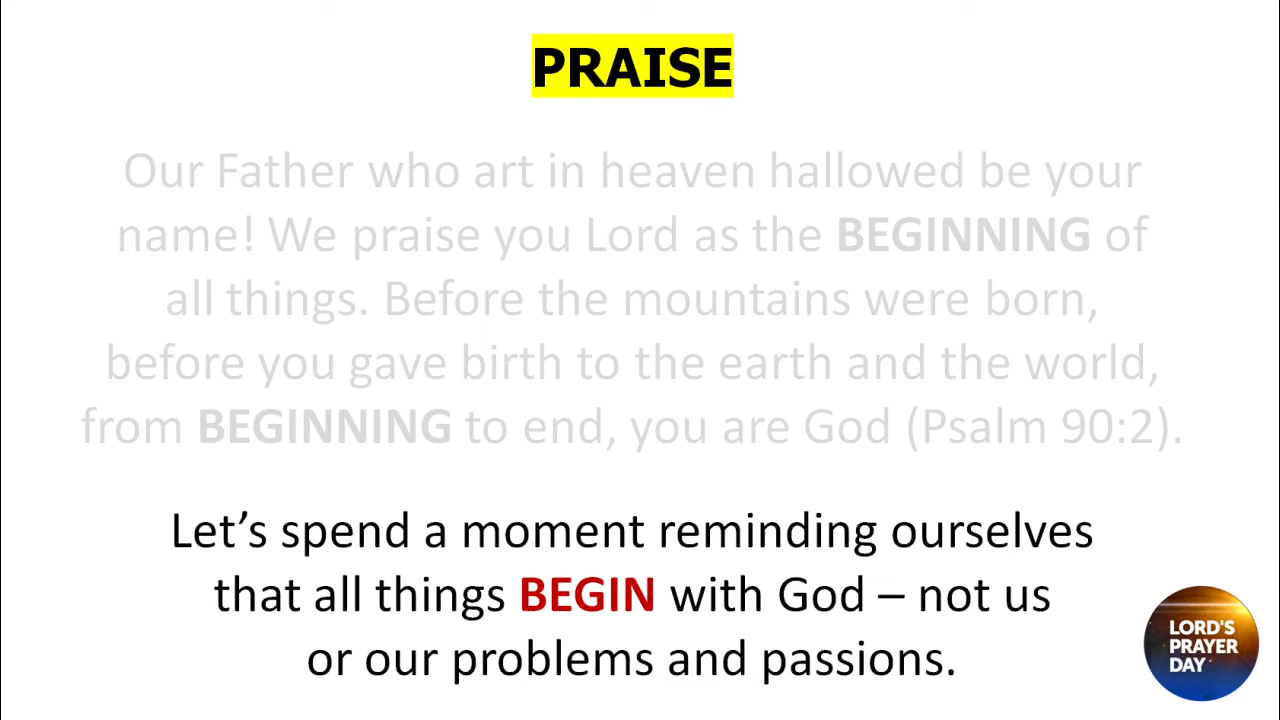 PRAISE
Our Father who art in heaven hallowed be your
name! We praise you Lord as the BEGINNING of
all things. Before the mountains were born,
before you gave birth to the earth and the world,
from BEGINNING to end, you are God (Psalm 90:2).
Let’s spend a moment reminding ourselves
that all things BEGIN with God – not us
or our problems and passions.
LORD'S
PRAYER
DAY